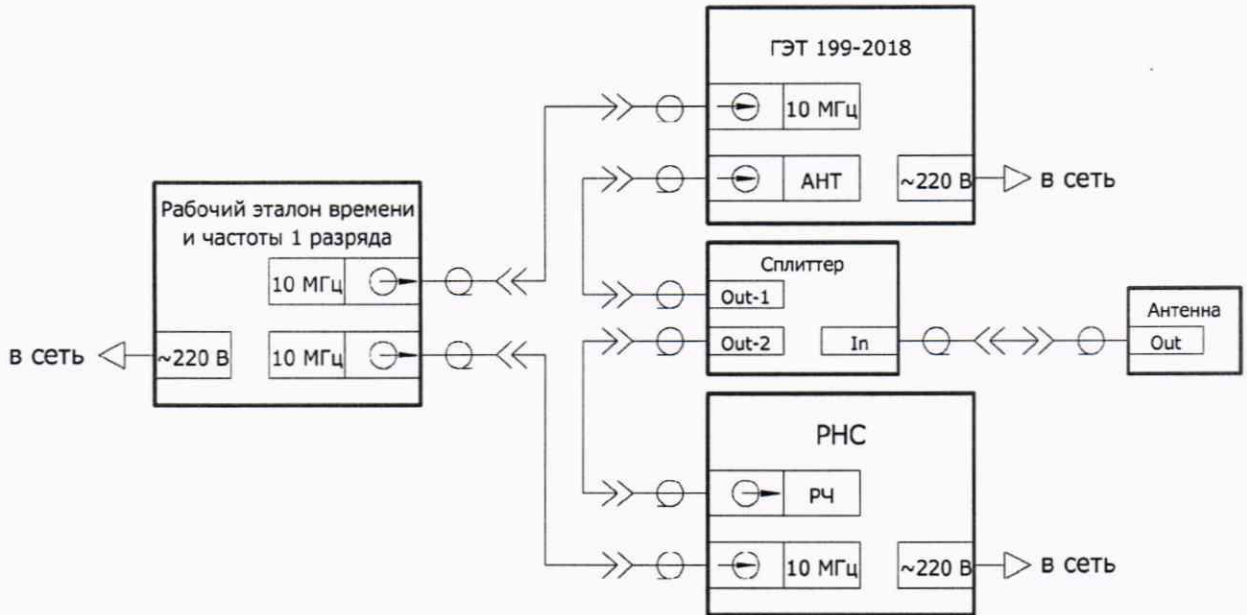 ГЭТ 199-2018
10 МГц
АНТ
~220 В
в сеть
Рабочий эталон времени
и частоты 1 разряда
10 МГц
10 МГц
~220 В
в сеть
Сплиттер
Out-1
Out-2
In
Антенна
Out
РНС
РЧ
10 МГц
~220 В
в сеть